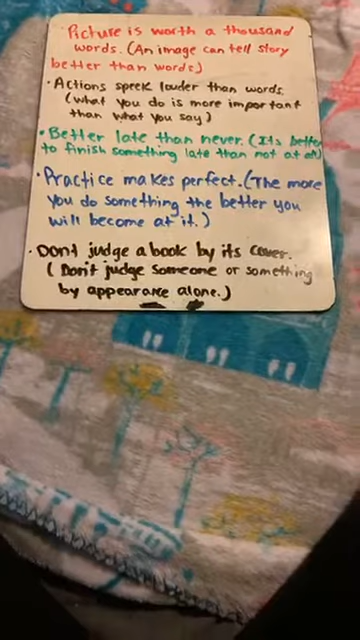 Picture is worth a thousand
words. (An image can tell story
better than words)
• Actions speek louder than words.
(what you do is more important
than what you say)
• Better late than never. (Its better
to finish something late than not at all)
• Practice makes perfect. (The more
you do something the better you
will become at it.)
• Dont judge a book by its cover.
( Don't judge someone or something
by appearance alone.)